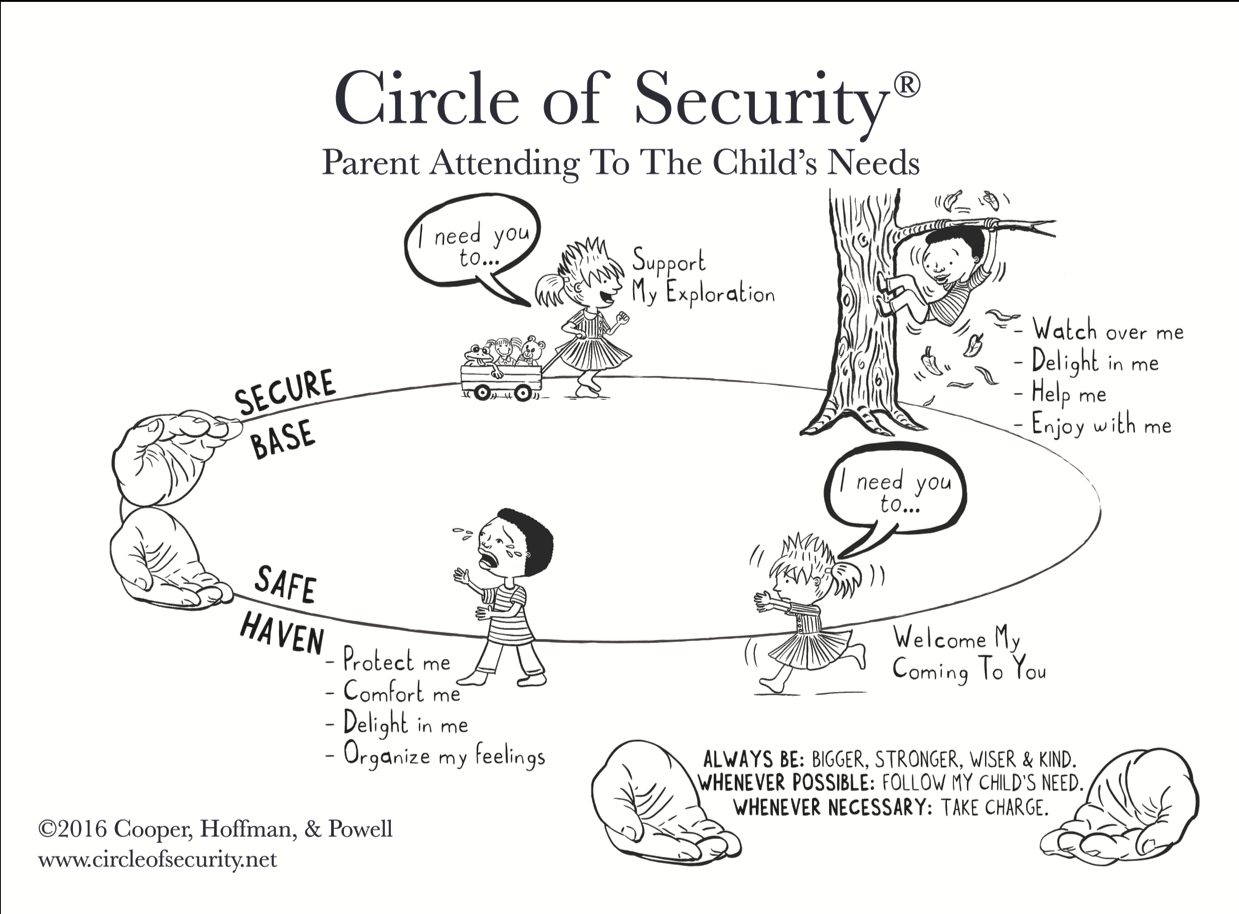 Circle of Security®
Parent Attending To The Child's Needs
I need you
to...
Support
My Exploration
- Watch over me
- Delight in me
- Help me
- Enjoy with me
SECURE
BASE
I need you
to...
SAFE
HAVEN
Welcome My
Coming To You
- Protect me
- Comfort me
- Delight in me
- Organize my feelings
ALWAYS BE: BIGGER, STRONGER, WISER & KIND.
WHENEVER POSSIBLE: FOLLOW MY CHILD'S NEED.
WHENEVER NECESSARY: TAKE CHARGE.
©2016 Cooper, Hoffman, & Powell
www.circleofsecurity.net